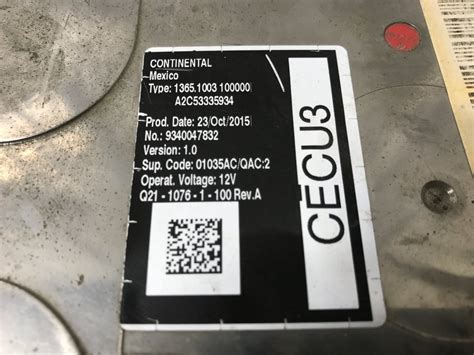 CONTINENTAL
Mexico
Type: 1365.1003 100000
A2C53335934
Prod. Date: 23/Oct/2015
No.: 9340047832
Version: 1.0
Sup. Code: 01035AC/QAC:2
Operat. Voltage: 12V
Q21 - 1076 - 1 - 100 Rev.A
CECU3